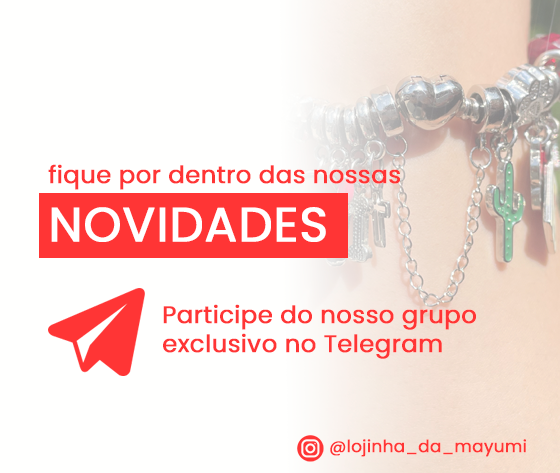 fique por dentro das nossas
NOVIDADES
Participe do nosso grupo
exclusivo no Telegram
@lojinha_da_mayumi